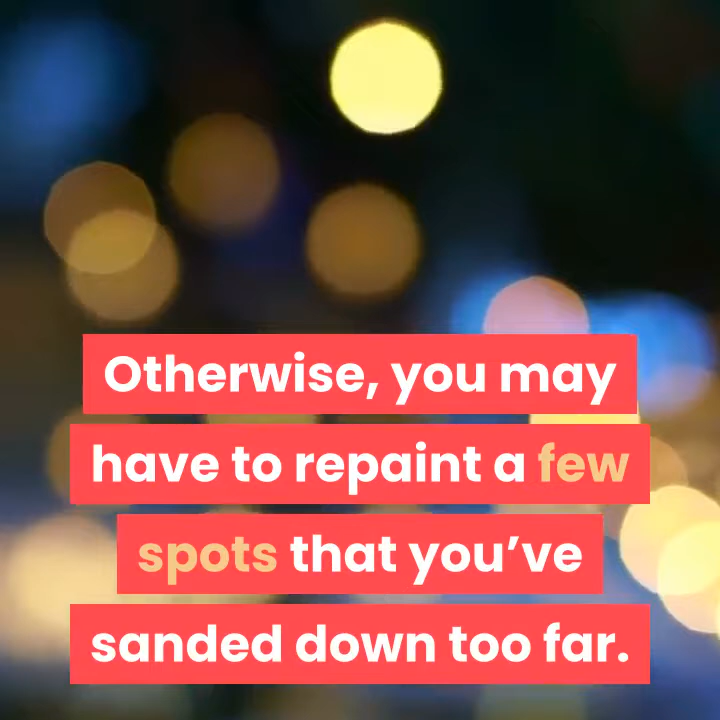 Otherwise, you may
have to repaint a few
spots that you’ve
sanded down too far.